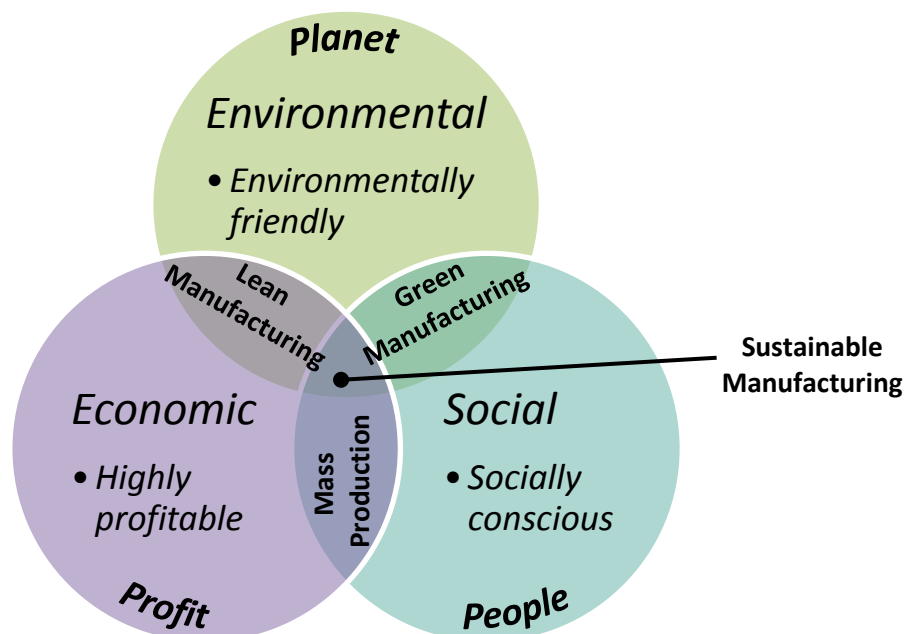 Planet
Environmental
• Environmentally
friendly
Lean
Manufacturing
Green
Manufacturing
Sustainable
Manufacturing
Economic
• Highly
profitable
Mass
Production
Social
• Socially
conscious
Profit
People